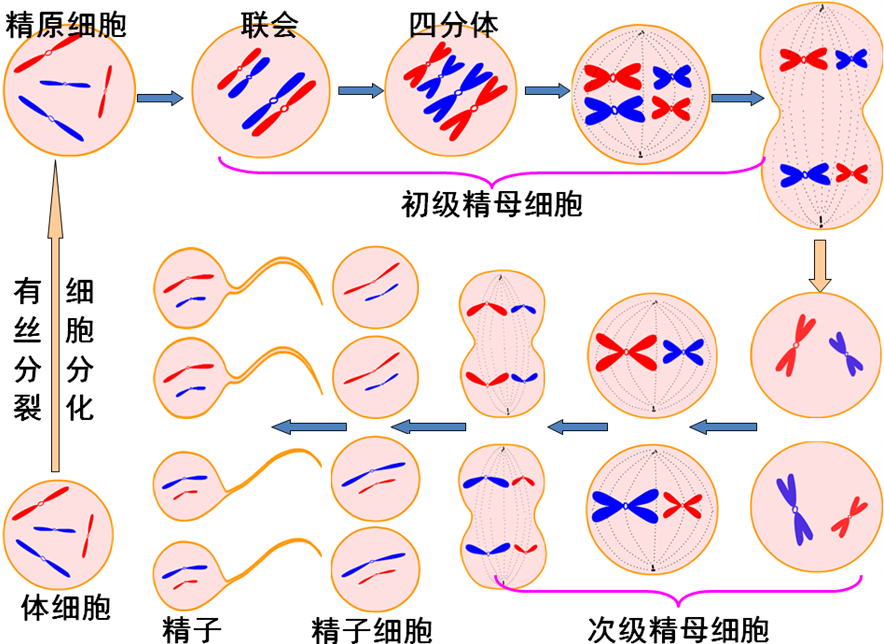 精原细胞
联会
四分体
初级精母细胞
有丝分裂
细胞分化
体细胞
精子
精子细胞
次级精母细胞